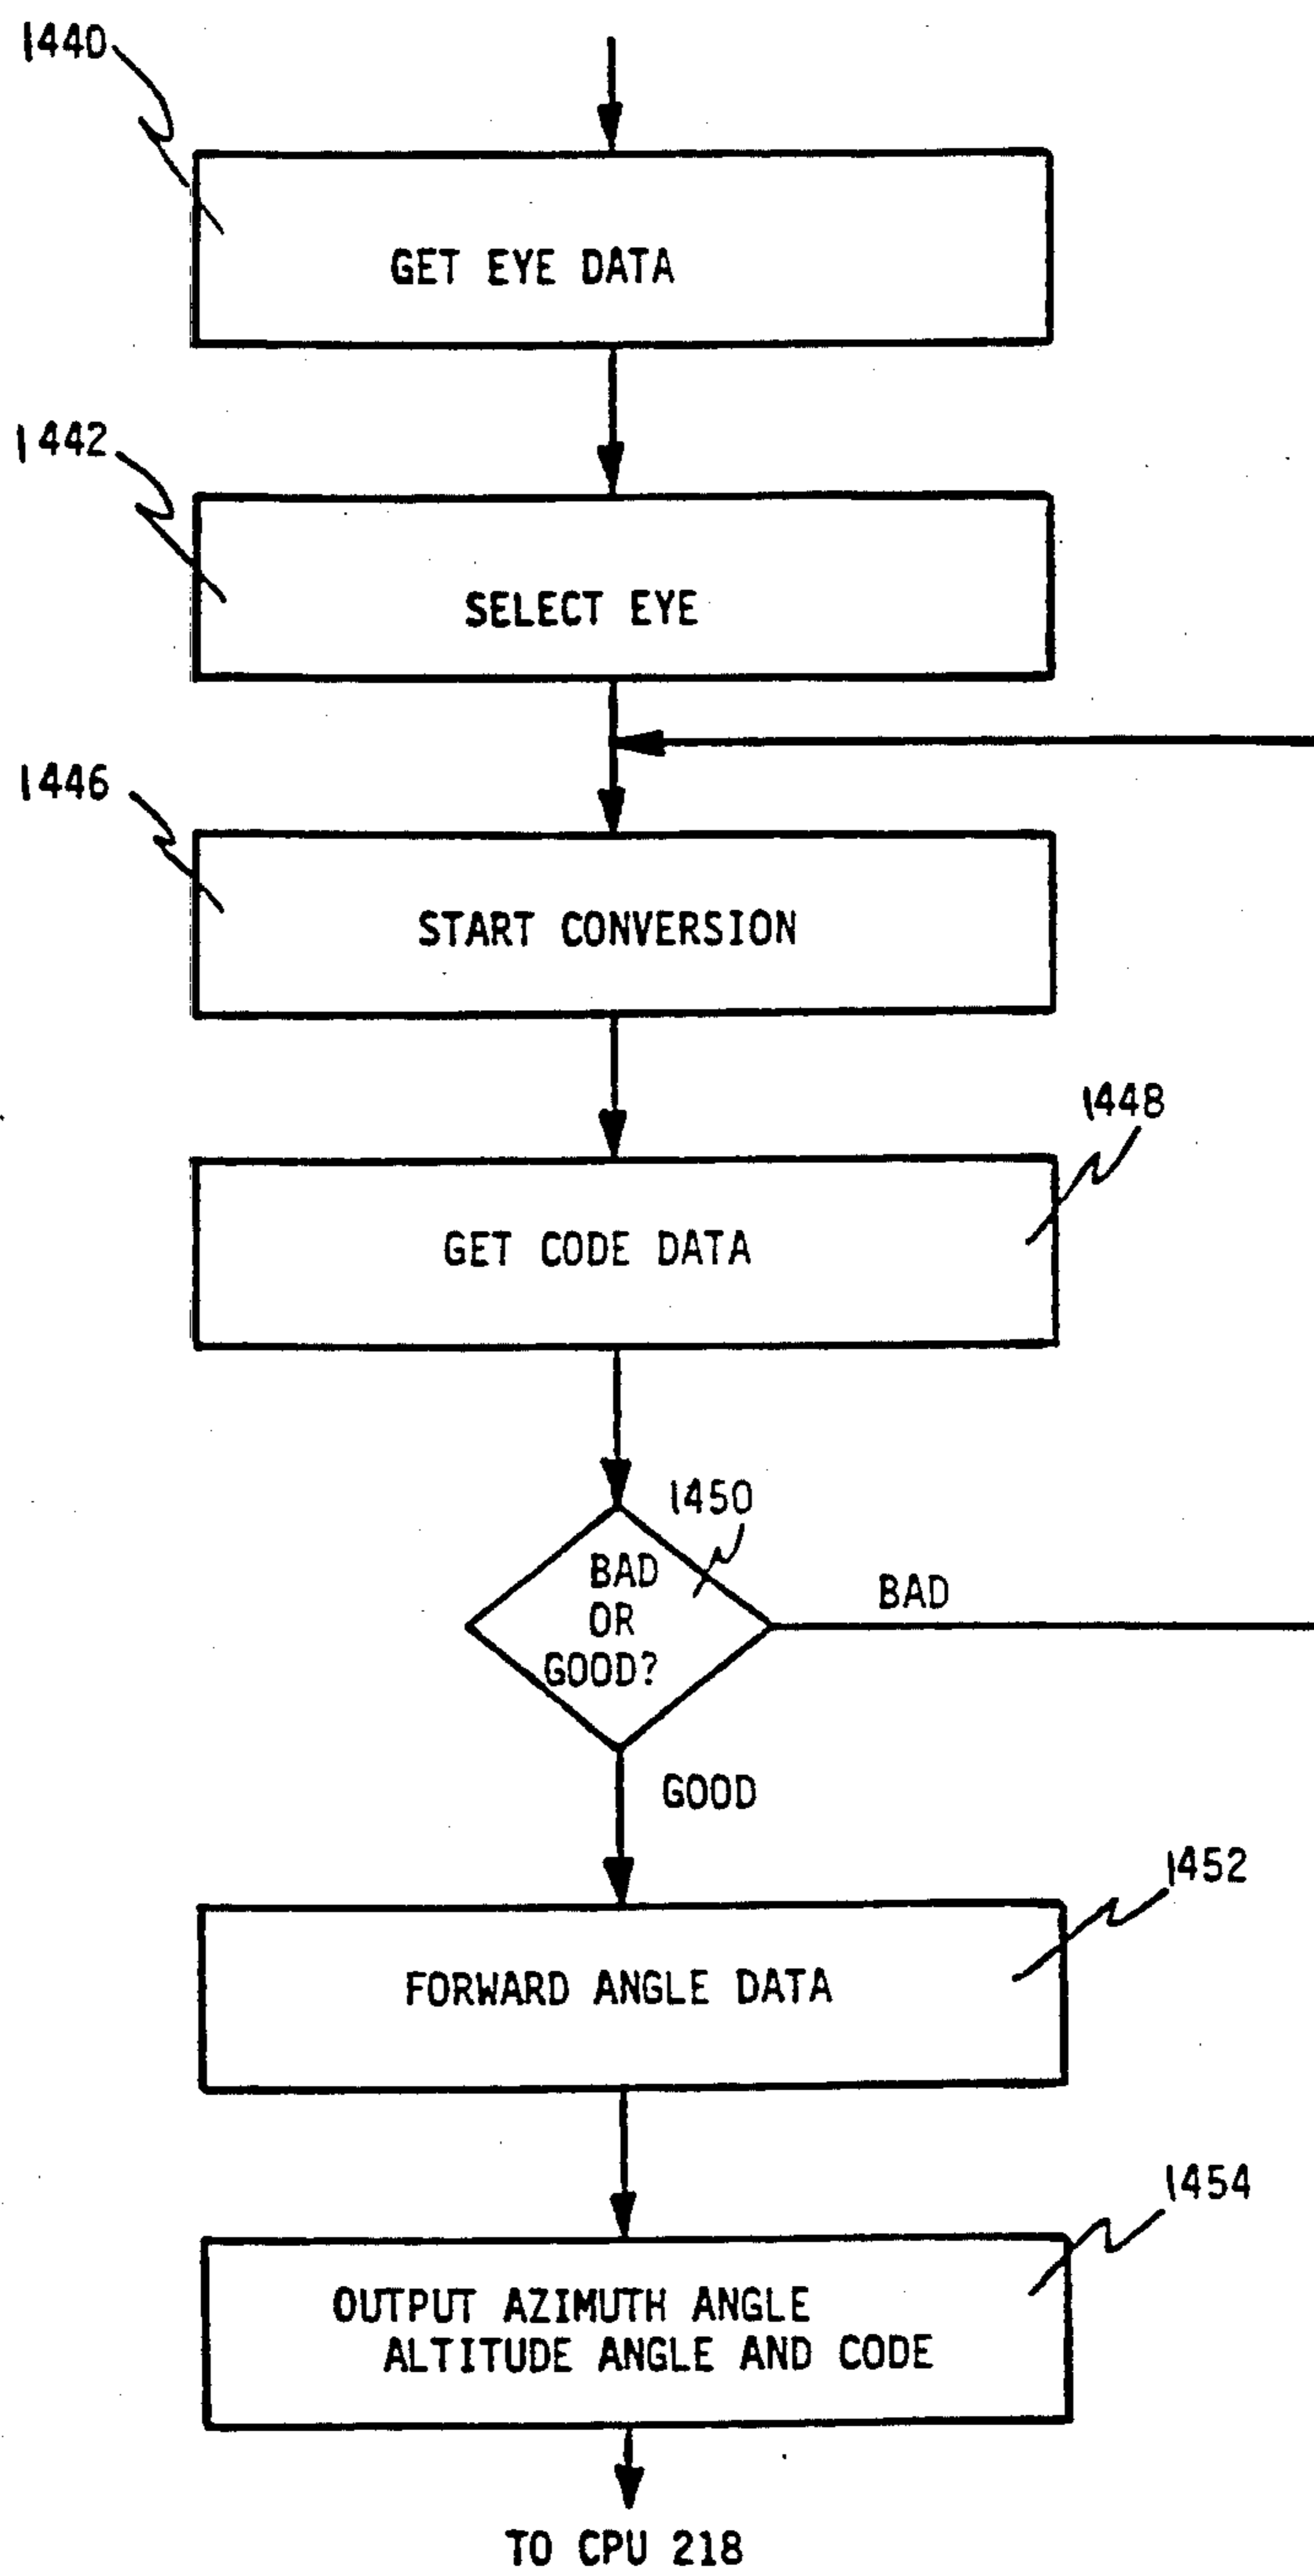 1440
GET EYE DATA
1442
SELECT EYE
1446
START CONVERSION
1448
GET CODE DATA
1450
BAD
OR
GOOD?
BAD
GOOD
1452
FORWARD ANGLE DATA
1454
OUTPUT AZIMUTH ANGLE
ALTITUDE ANGLE AND CODE
TO CPU 218